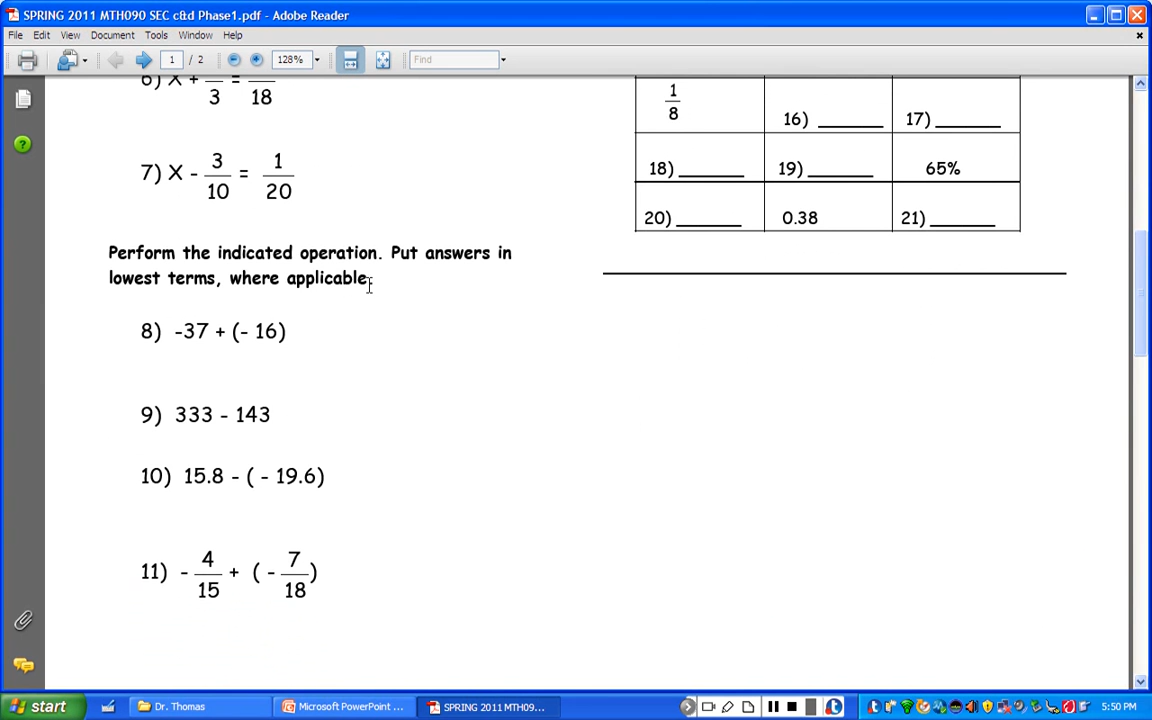 SPRING 2011 MTH090 SEC c&d Phase1.pdf - Adobe Reader
File Edit View Document Tools Window Help
1 / 2 128% Find
6) X + 3 = 18
7) X - 3/10 = 1/20
Perform the indicated operation. Put answers in
lowest terms, where applicable.
8) -37 + (- 16)
9) 333 - 143
10) 15.8 - ( - 19.6)
11) - 4/15 + ( - 7/18 )
1/8 16) ______ 17) ______
18) ______ 19) ______ 65%
20) ______ 0.38 21) ______
start Dr. Thomas Microsoft PowerPoint ... SPRING 2011 MTH09... 5:50 PM